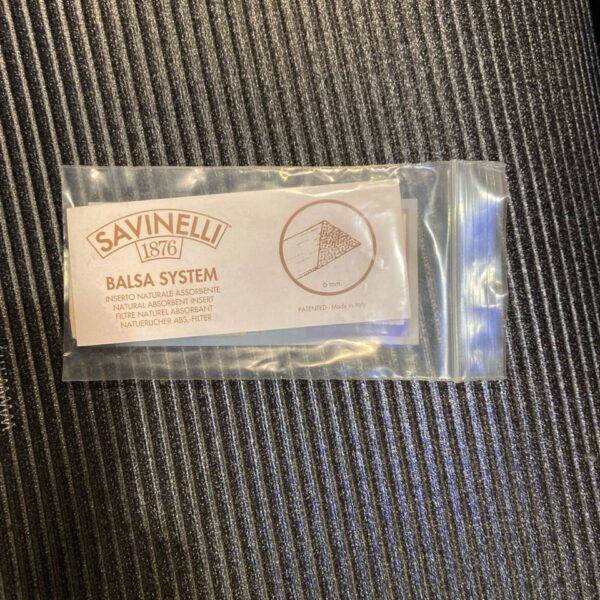 SAVINELLI
1876
BALSA SYSTEM
INSERTO NATURALE ASSORBENTE
NATURAL ABSORBENT INSERT
FILTRE NATUREL ABSORBANT
NATUERLICHER ABS.-FILTER
6 mm.
PATENTED - Made in Italy